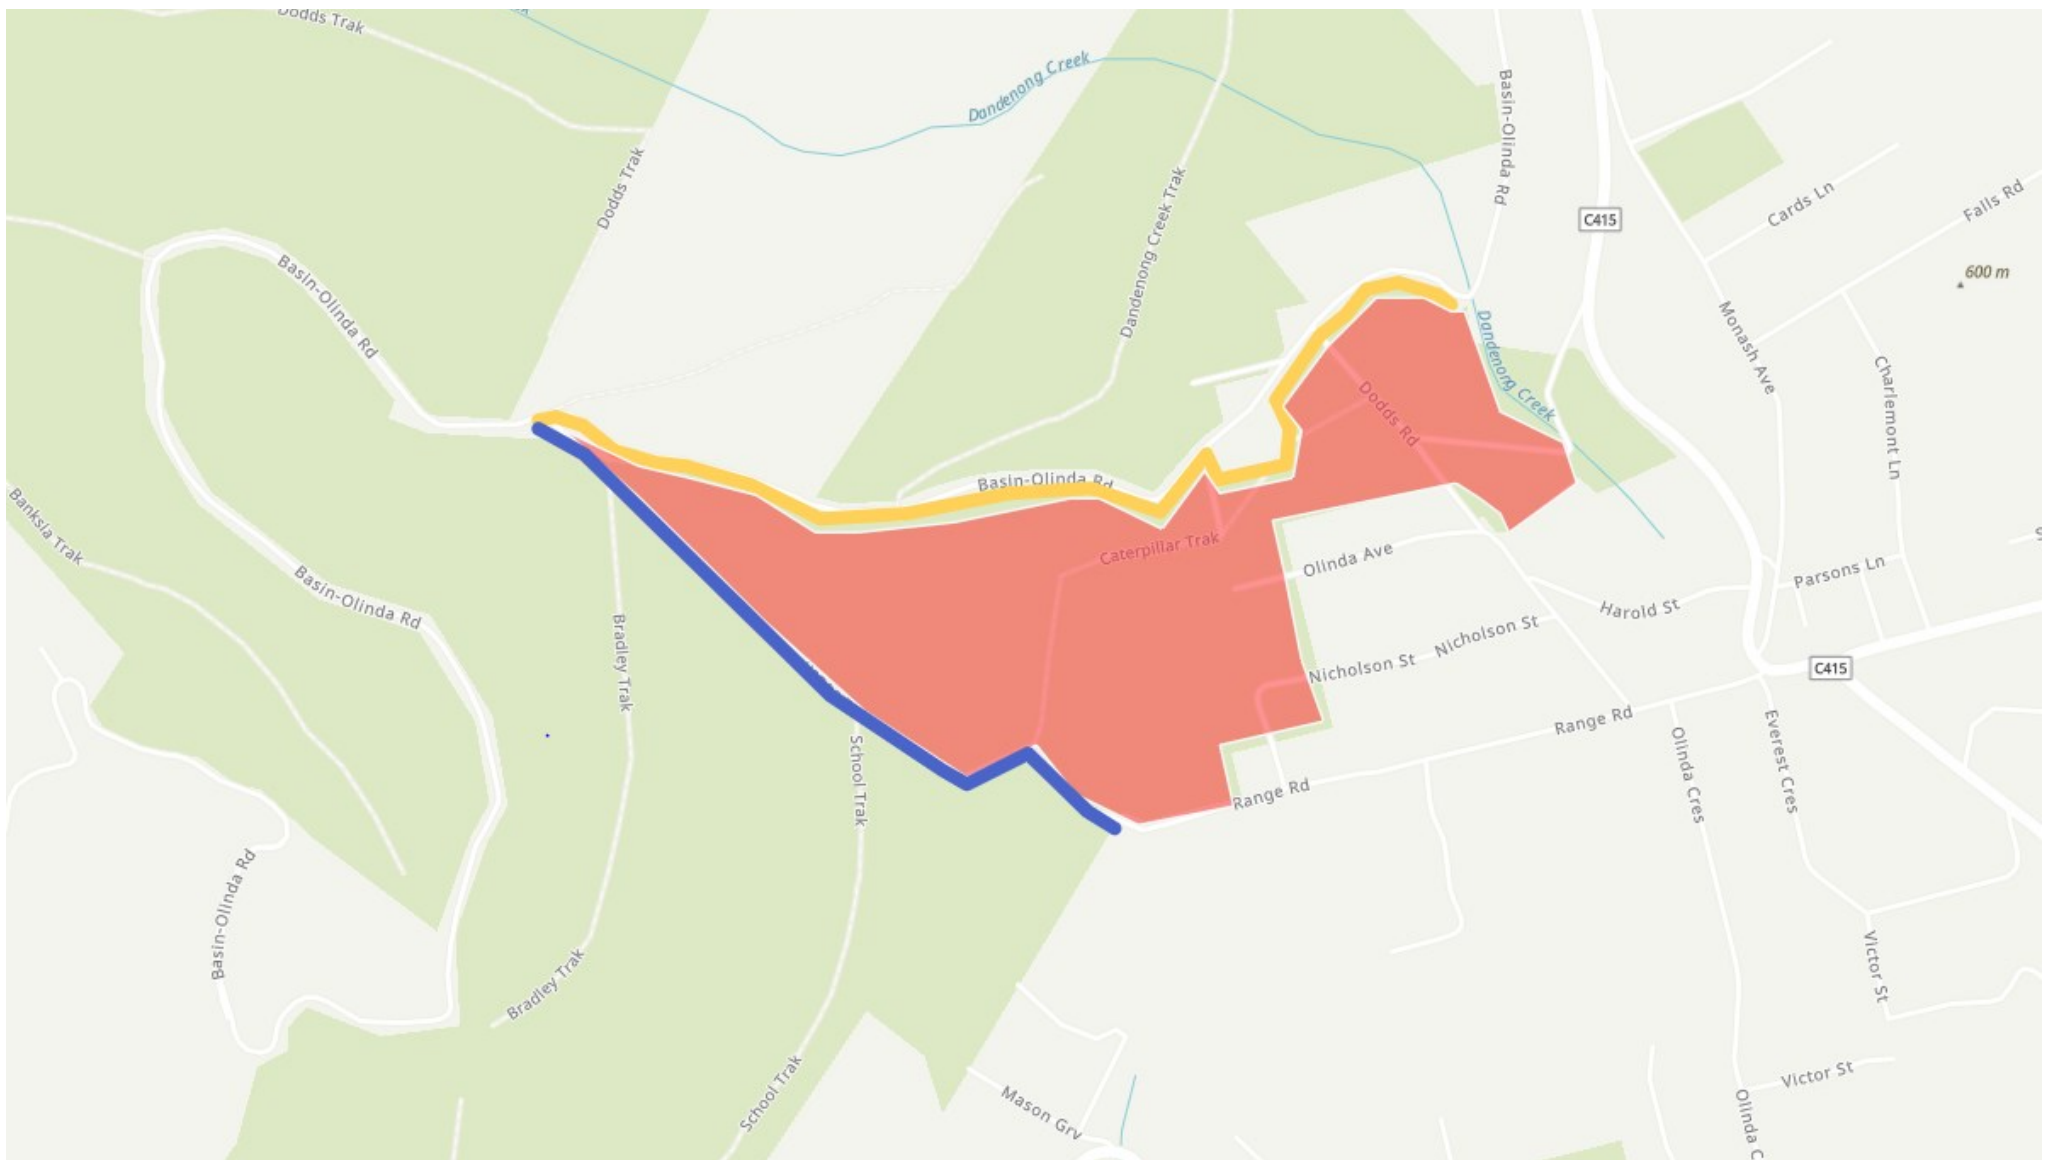 Dodds Trak
Dandenong Creek
Basin-Olinda Rd
Dodds Trak
Dandenong Creek Trak
Cards Ln
Falls Rd
C415
600 m
Basin-Olinda Rd
Dandenong Creek
Monash Ave
Charlemont Ln
Dodds Rd
Basin-Olinda Rd
Banksia Trak
Caterpillar Trak
Olinda Ave
Basin-Olinda Rd
Harold St
Parsons Ln
Bradley Trak
Nicholson St
Nicholson St
C415
Range Rd
School Trak
Olinda Cres
Everest Cres
Range Rd
Basin-Olinda Rd
Bradley Trak
Victor St
School Trak
Mason Grv
Victor St
Olinda C